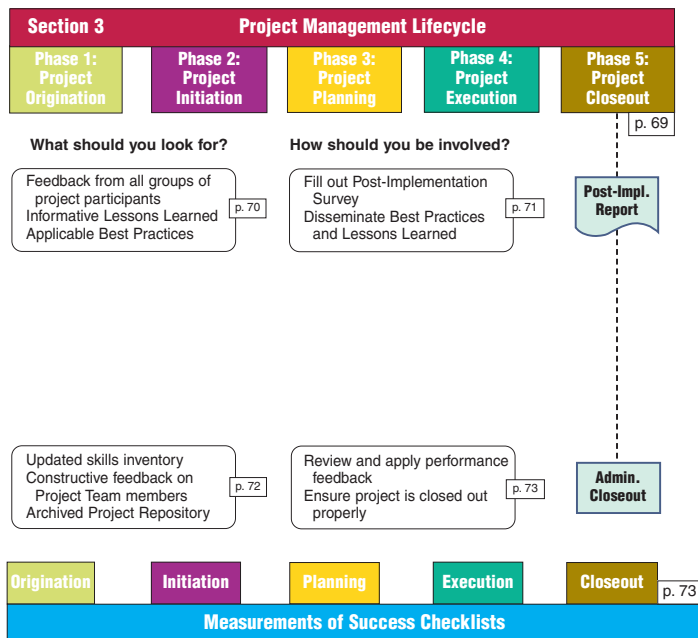 Section 3 Project Management Lifecycle
Phase 1:
Project
Origination
Phase 2:
Project
Initiation
Phase 3:
Project
Planning
Phase 4:
Project
Execution
Phase 5:
Project
Closeout
p. 69
What should you look for?
How should you be involved?
Feedback from all groups of
project participants
Informative Lessons Learned
Applicable Best Practices
p. 70
Fill out Post-Implementation
Survey
Disseminate Best Practices
and Lessons Learned
p. 71
Post-Impl.
Report
Updated skills inventory
Constructive feedback on
Project Team members
Archived Project Repository
p. 72
Review and apply performance
feedback
Ensure project is closed out
properly
p. 73
Admin.
Closeout
Origination
Initiation
Planning
Execution
Closeout
p. 73
Measurements of Success Checklists